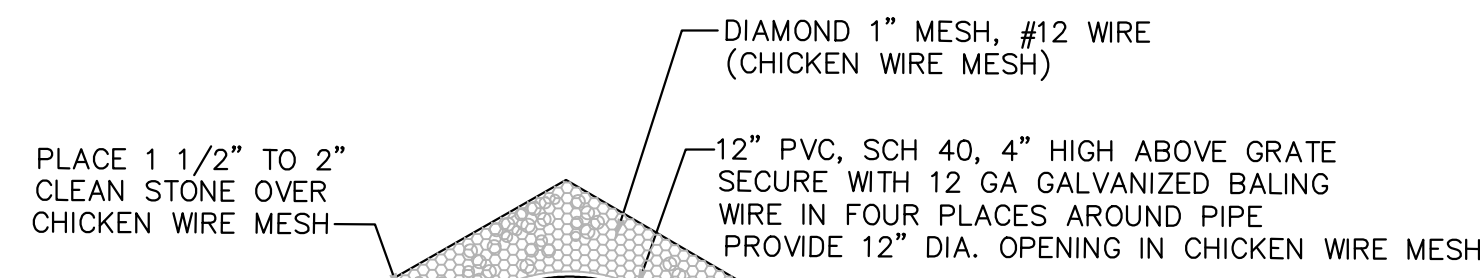 DIAMOND 1” MESH, #12 WIRE
(CHICKEN WIRE MESH)
PLACE 1 1/2” TO 2”
CLEAN STONE OVER
CHICKEN WIRE MESH
12” PVC, SCH 40, 4” HIGH ABOVE GRATE
SECURE WITH 12 GA GALVANIZED BALING
WIRE IN FOUR PLACES AROUND PIPE
PROVIDE 12” DIA. OPENING IN CHICKEN WIRE MESH